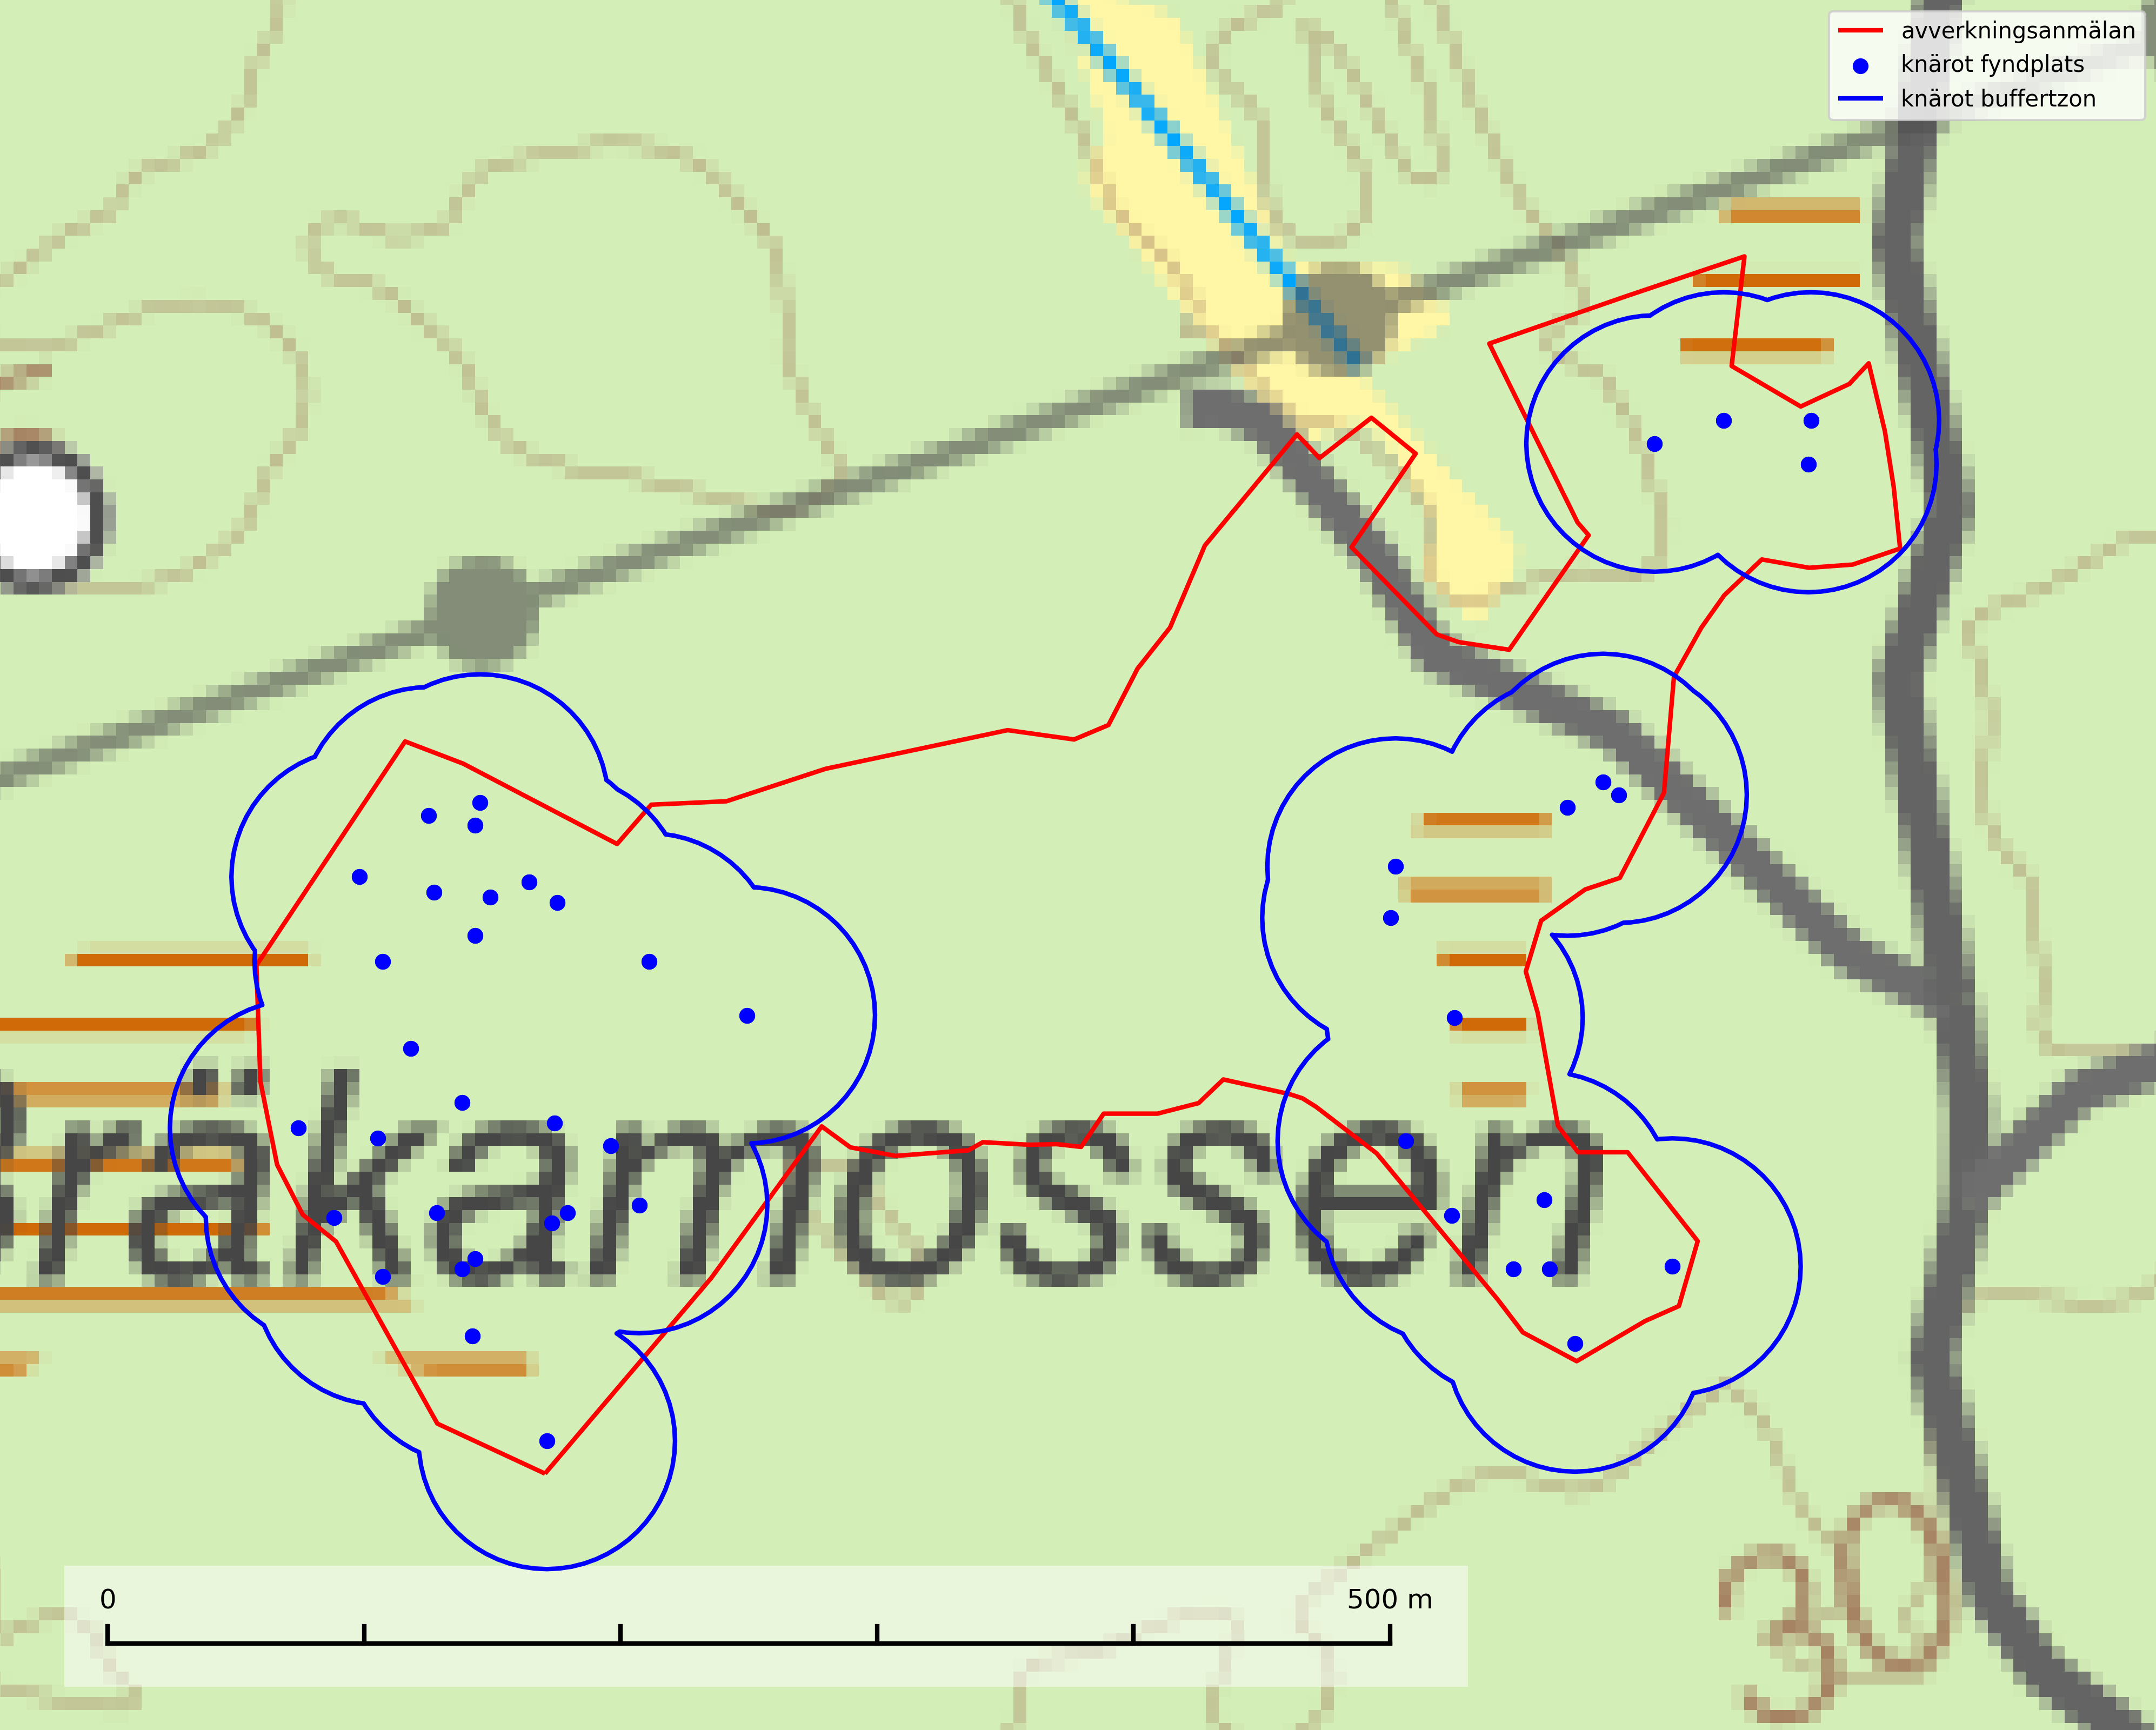 avverkningsanmälan
knärot fyndplats
knärot buffertzon
räkamossen
0 500 m
30